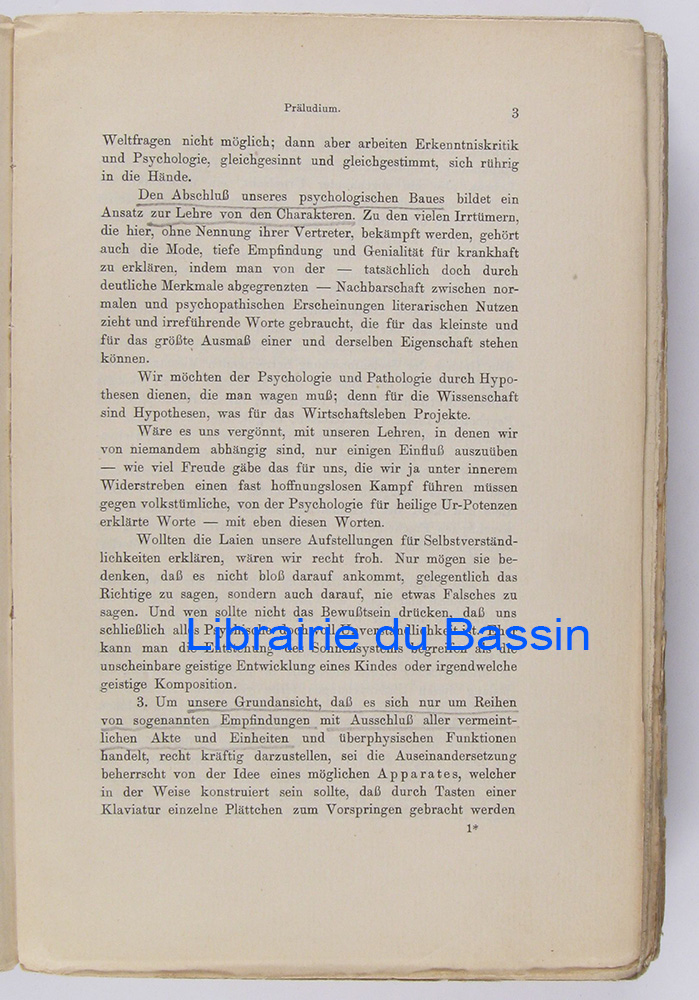 Präludium.
3
Weltfragen nicht möglich; dann aber arbeiten Erkenntniskritik
und Psychologie, gleichgesinnt und gleichgestimmt, sich rührig
in die Hände.
Den Abschluß unseres psychologischen Baues bildet ein
Ansatz zur Lehre von den Charakteren. Zu den vielen Irrtümern,
die hier, ohne Nennung ihrer Vertreter, bekämpft werden, gehört
auch die Mode, tiefe Empfindung und Genialität für krankhaft
zu erklären, indem man von der — tatsächlich doch durch
deutliche Merkmale abgegrenzten — Nachbarschaft zwischen nor-
malen und psychopathischen Erscheinungen literarischen Nutzen
zieht und irreführende Worte gebraucht, die für das kleinste und
für das größte Ausmaß einer und derselben Eigenschaft stehen
können.
Wir möchten der Psychologie und Pathologie durch Hypo-
thesen dienen, die man wagen muß; denn für die Wissenschaft
sind Hypothesen, was für das Wirtschaftsleben Projekte.
Wäre es uns vergönnt, mit unseren Lehren, in denen wir
von niemandem abhängig sind, nur einigen Einfluß auszuüben
— wie viel Freude gäbe das für uns, die wir ja unter innerem
Widerstreben einen fast hoffnungslosen Kampf führen müssen
gegen volkstümliche, von der Psychologie für heilige Ur-Potenzen
erklärte Worte — mit eben diesen Worten.
Wollten die Laien unsere Aufstellungen für Selbstverständ-
lichkeiten erklären, wären wir recht froh. Nur mögen sie be-
denken, daß es nicht bloß darauf ankommt, gelegentlich das
Richtige zu sagen, sondern auch darauf, nie etwas Falsches zu
sagen. Und wen sollte nicht das Bewußtsein drücken, daß uns
schließlich alles Psychische doch voll Unverständlichkeit ist. Eher
Librairie du Bassin
kann man die Entstehung des Sonnensystems begreifen als die
unscheinbare geistige Entwicklung eines Kindes oder irgendwelche
geistige Komposition.
3. Um unsere Grundansicht, daß es sich nur um Reihen
von sogenannten Empfindungen mit Ausschluß aller vermeint-
lichen Akte und Einheiten und überphysischen Funktionen
handelt, recht kräftig darzustellen, sei die Auseinandersetzung
beherrscht von der Idee eines möglichen Apparates, welcher
in der Weise konstruiert sein sollte, daß durch Tasten einer
Klaviatur einzelne Plättchen zum Vorspringen gebracht werden
1*